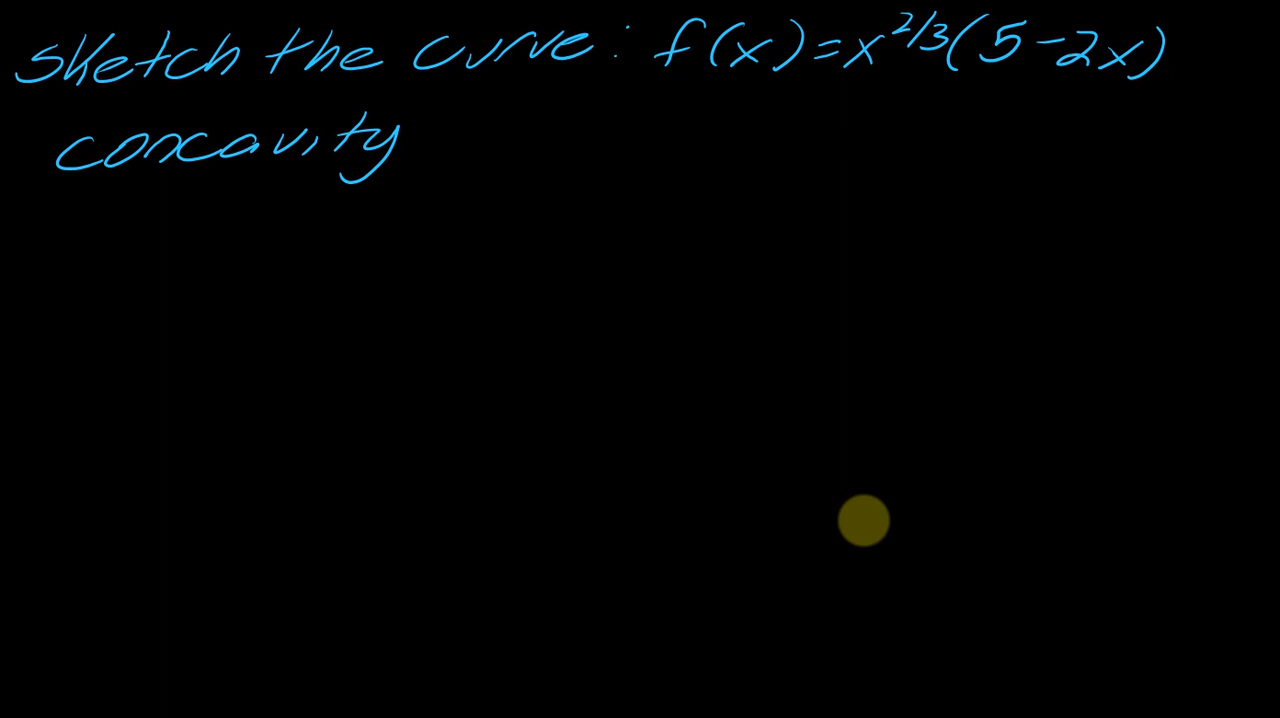 sketch the curve: f(x)=x^{2/3}(5-2x)
concavity